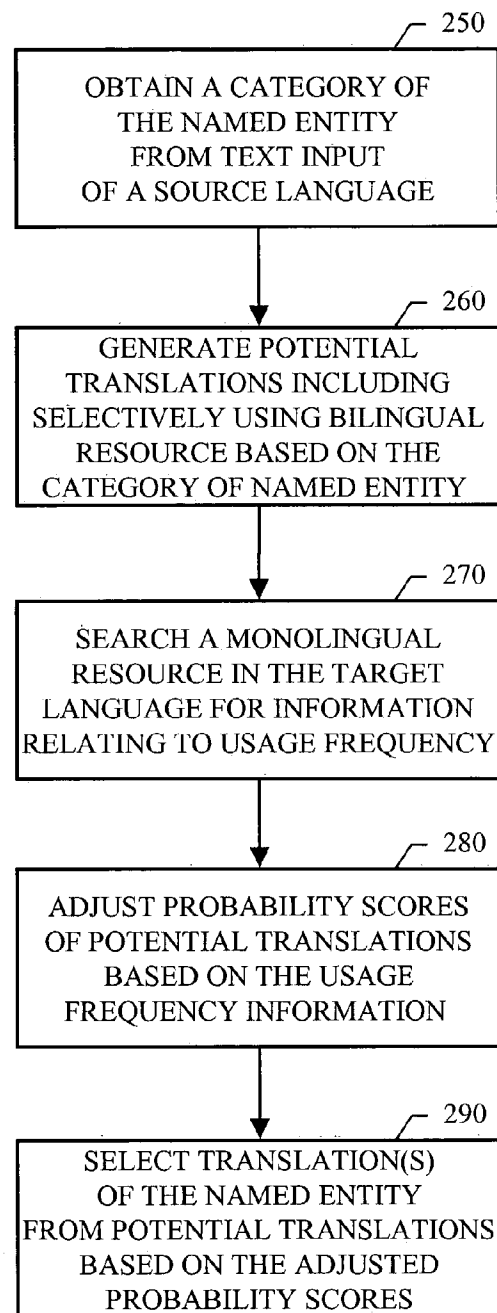 250
OBTAIN A CATEGORY OF
THE NAMED ENTITY
FROM TEXT INPUT
OF A SOURCE LANGUAGE
260
GENERATE POTENTIAL
TRANSLATIONS INCLUDING
SELECTIVELY USING BILINGUAL
RESOURCE BASED ON THE
CATEGORY OF NAMED ENTITY
270
SEARCH A MONOLINGUAL
RESOURCE IN THE TARGET
LANGUAGE FOR INFORMATION
RELATING TO USAGE FREQUENCY
280
ADJUST PROBABILITY SCORES
OF POTENTIAL TRANSLATIONS
BASED ON THE USAGE
FREQUENCY INFORMATION
290
SELECT TRANSLATION(S)
OF THE NAMED ENTITY
FROM POTENTIAL TRANSLATIONS
BASED ON THE ADJUSTED
PROBABILITY SCORES